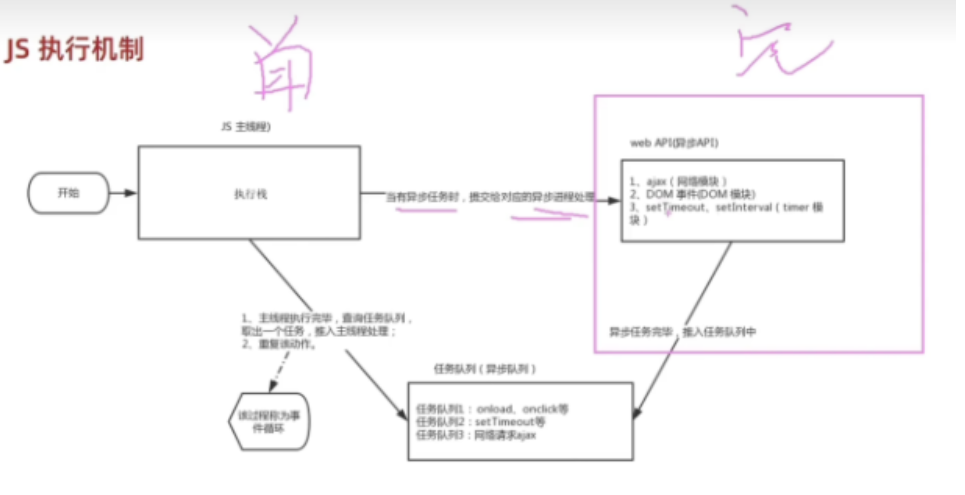 JS 执行机制
单
JS 主线程)
web API(异步API)
开始
执行栈
当有异步任务时，提交给对应的异步进程处理
1、ajax（网络模块）
2、DOM 事件(DOM 模块)
3、setTimeout、setInterval（timer 模
块）
1、主线程执行完毕，查询任务队列，
取出一个任务，推入主线程处理；
2、重复该动作。
异步任务完毕，推入任务队列中
任务队列（异步队列）
该过程称为事
件循环
任务队列1：onload、onclick等
任务队列2：setTimeout等
任务队列3：网络请求ajax